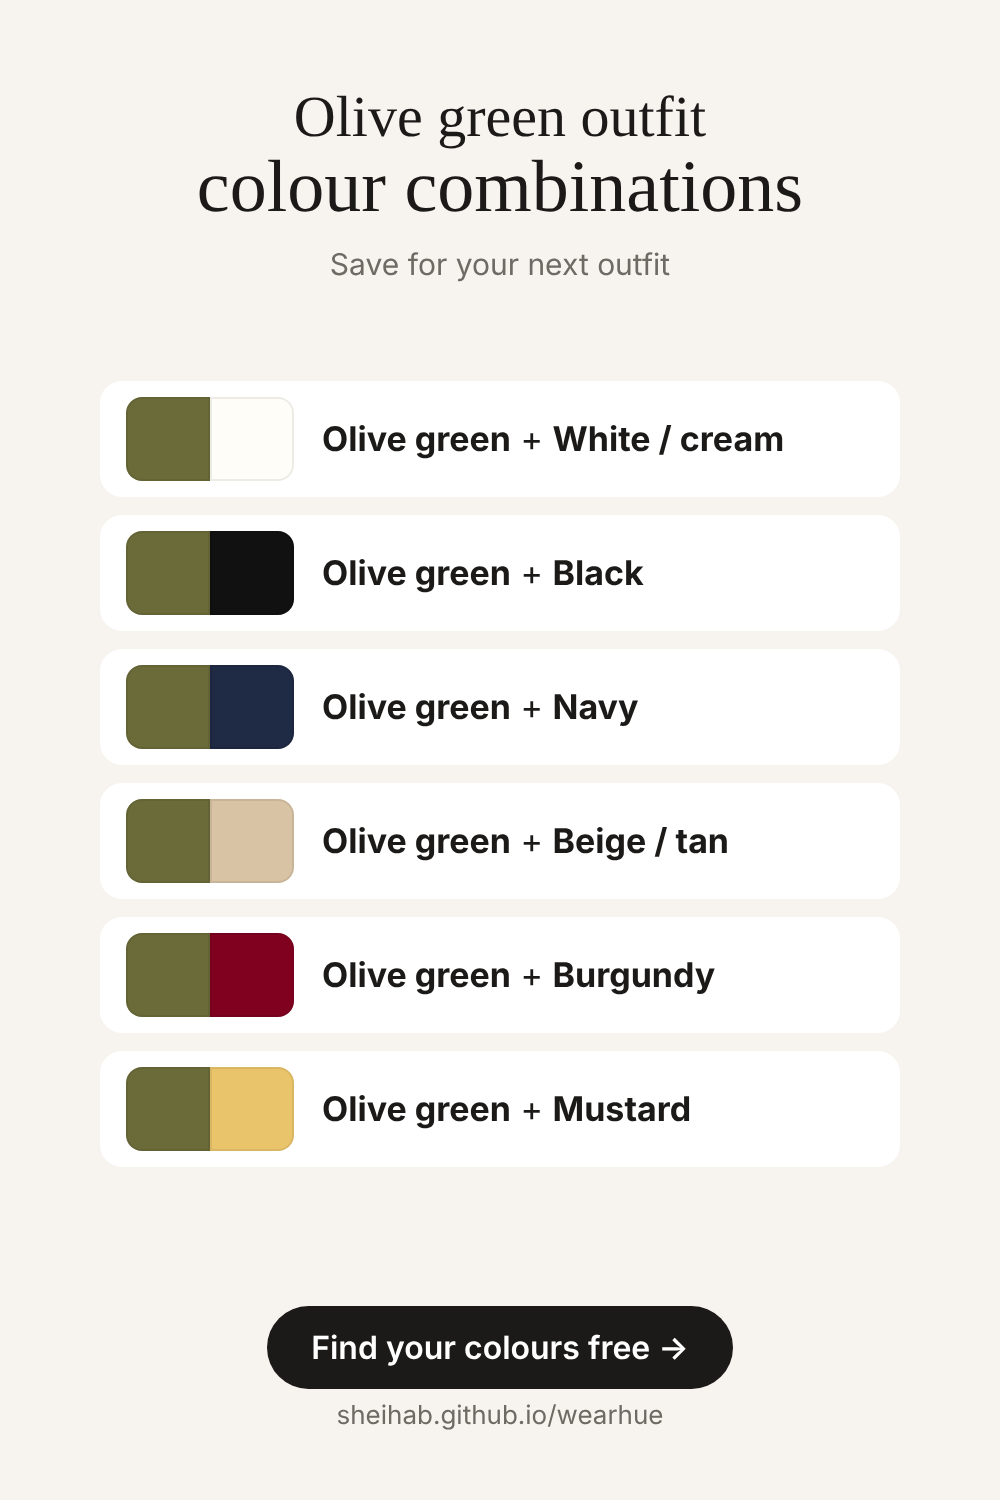 Olive green outfit
colour combinations
Save for your next outfit
Olive green + White / cream
Olive green + Black
Olive green + Navy
Olive green + Beige / tan
Olive green + Burgundy
Olive green + Mustard
Find your colours free →
sheihab.github.io/wearhue